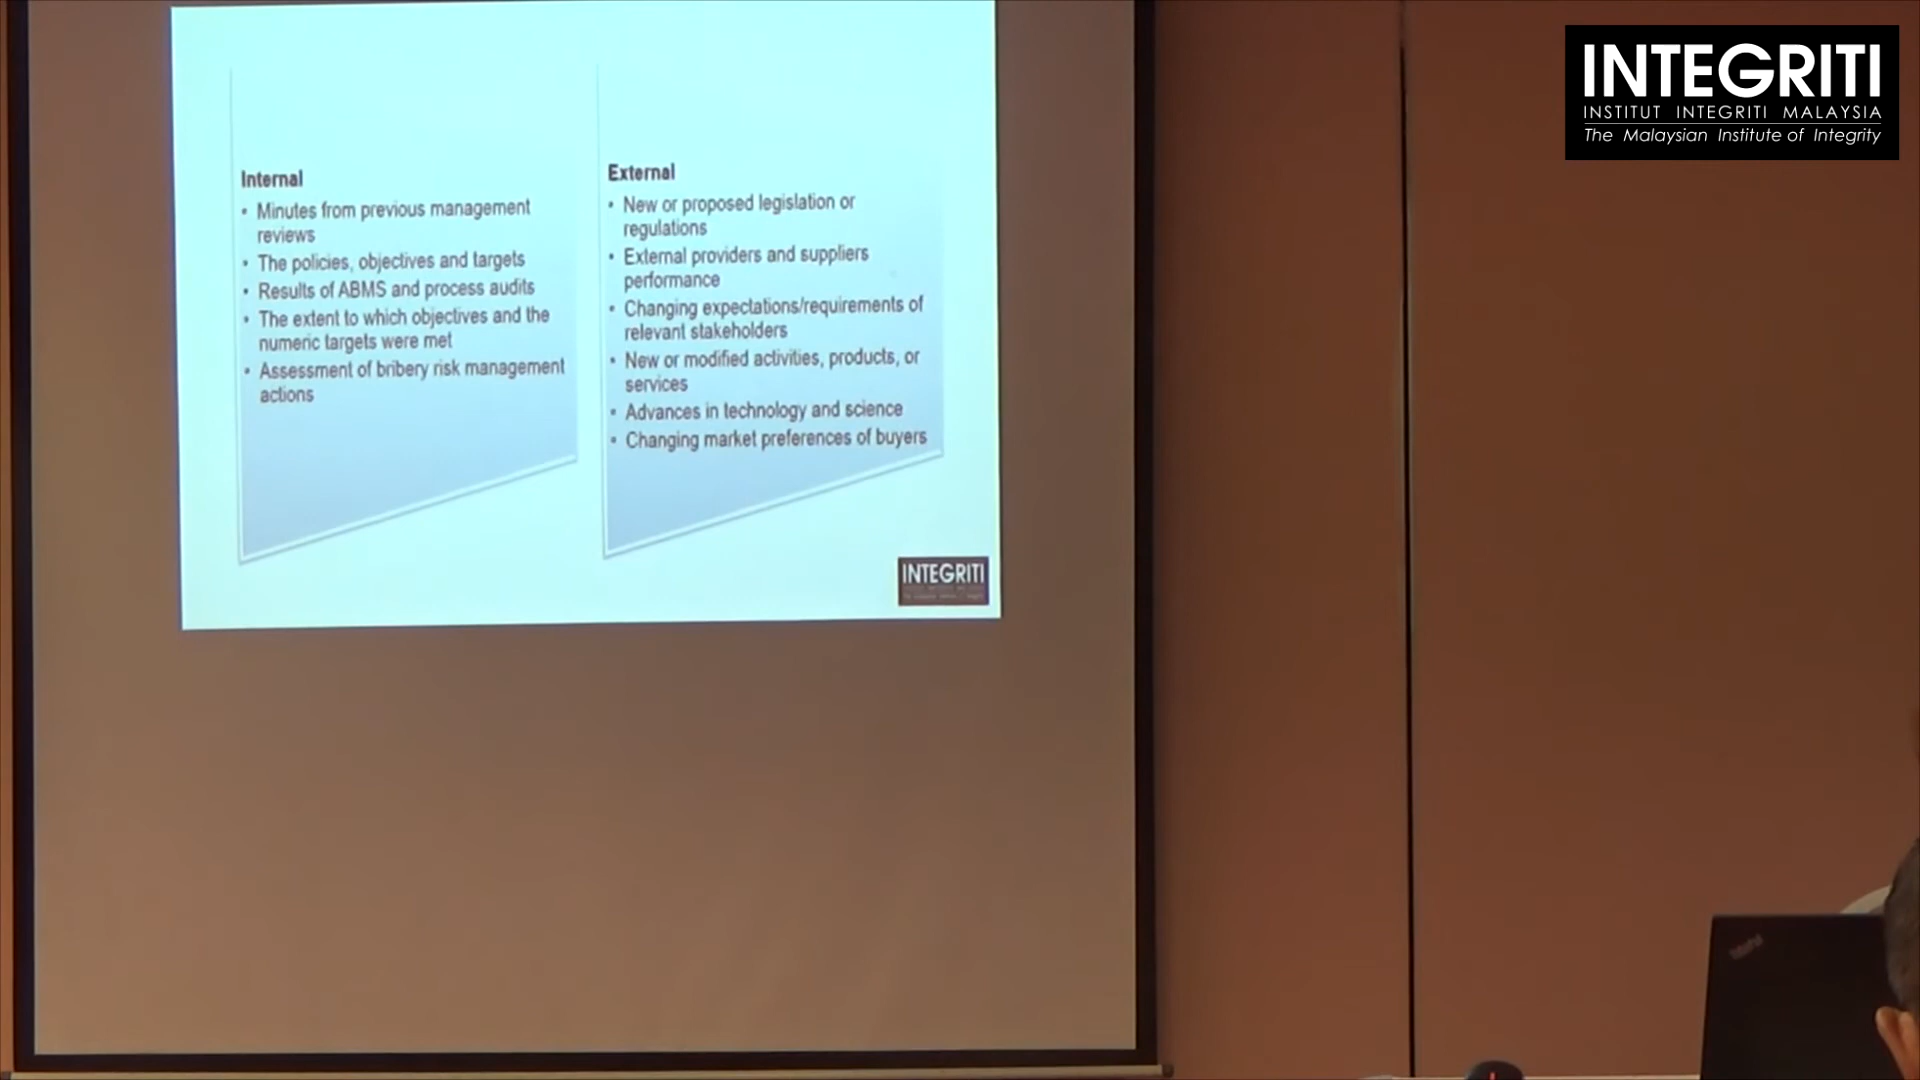 INTEGRITI
INSTITUT INTEGRITI MALAYSIA
The Malaysian Institute of Integrity
Internal
• Minutes from previous management
reviews
• The policies, objectives and targets
• Results of ABMS and process audits
• The extent to which objectives and the
numeric targets were met
• Assessment of bribery risk management
actions
External
• New or proposed legislation or
regulations
• External providers and suppliers
performance
• Changing expectations/requirements of
relevant stakeholders
• New or modified activities, products, or
services
• Advances in technology and science
• Changing market preferences of buyers
INTEGRITI
ThinkPad